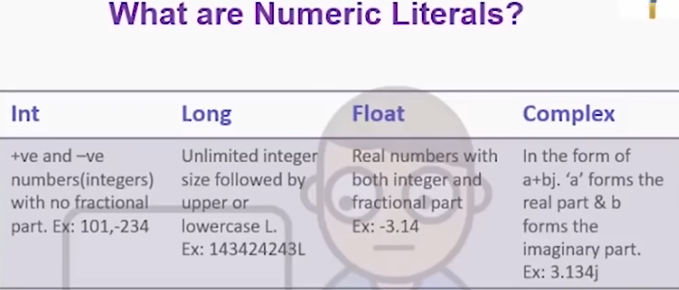 What are Numeric Literals?
Int
Long
Float
Complex
+ve and –ve
numbers(integers)
with no fractional
part. Ex: 101,-234
Unlimited integer
size followed by
upper or
lowercase L.
Ex: 143424243L
Real numbers with
both integer and
fractional part
Ex: -3.14
In the form of
a+bj. ‘a’ forms the
real part & b
forms the
imaginary part.
Ex: 3.134j